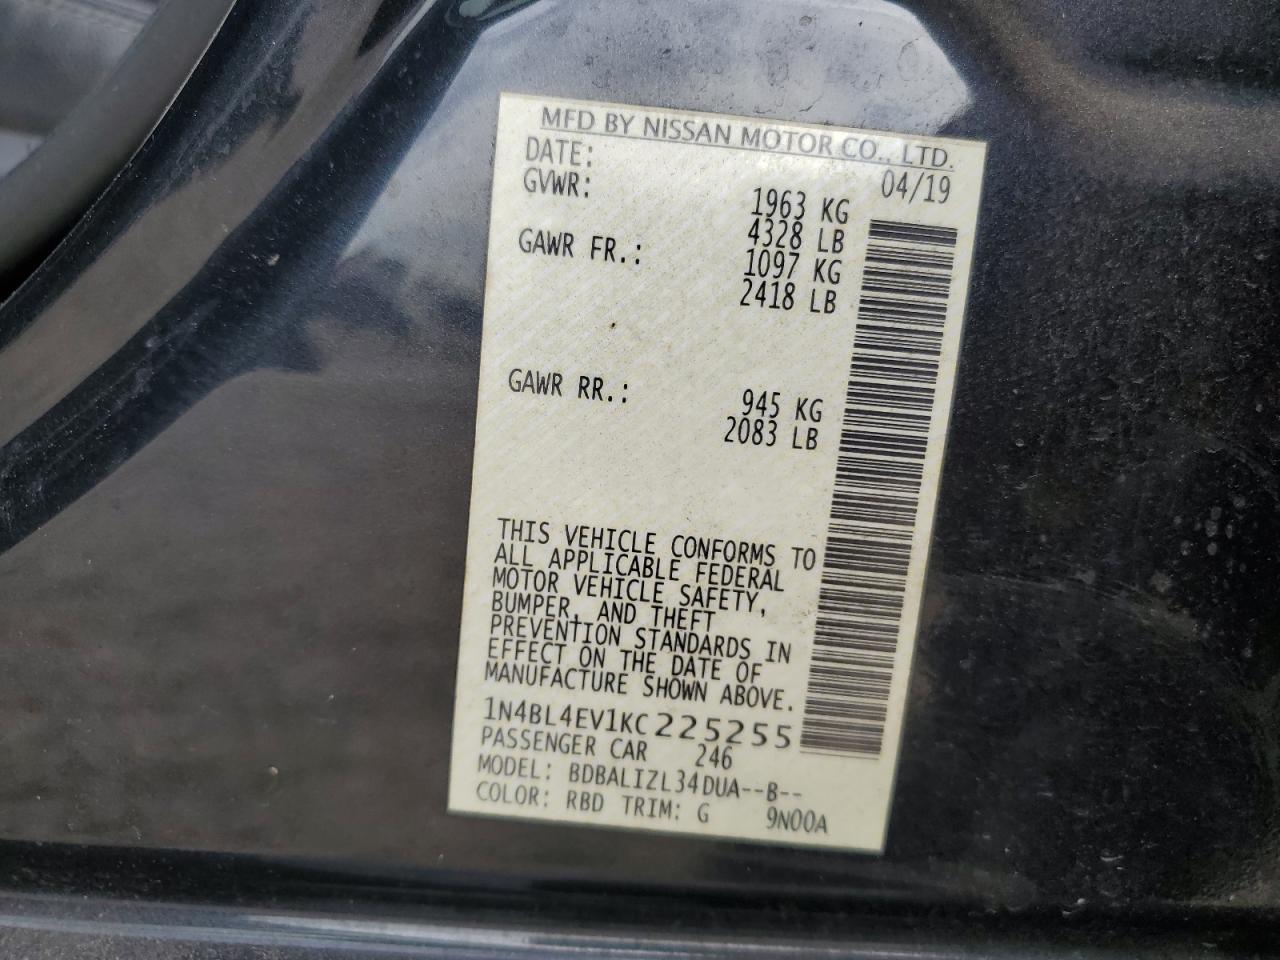 MFD BY NISSAN MOTOR CO., LTD.
DATE: 04/19
GVWR: 1963 KG
4328 LB
GAWR FR.: 1097 KG
2418 LB
GAWR RR.: 945 KG
2083 LB
THIS VEHICLE CONFORMS TO
ALL APPLICABLE FEDERAL
MOTOR VEHICLE SAFETY,
BUMPER, AND THEFT
PREVENTION STANDARDS IN
EFFECT ON THE DATE OF
MANUFACTURE SHOWN ABOVE.
1N4BL4EV1KC225255
PASSENGER CAR 246
MODEL: BDBALIZL34DUA--B--
COLOR: RBD TRIM: G 9N00A